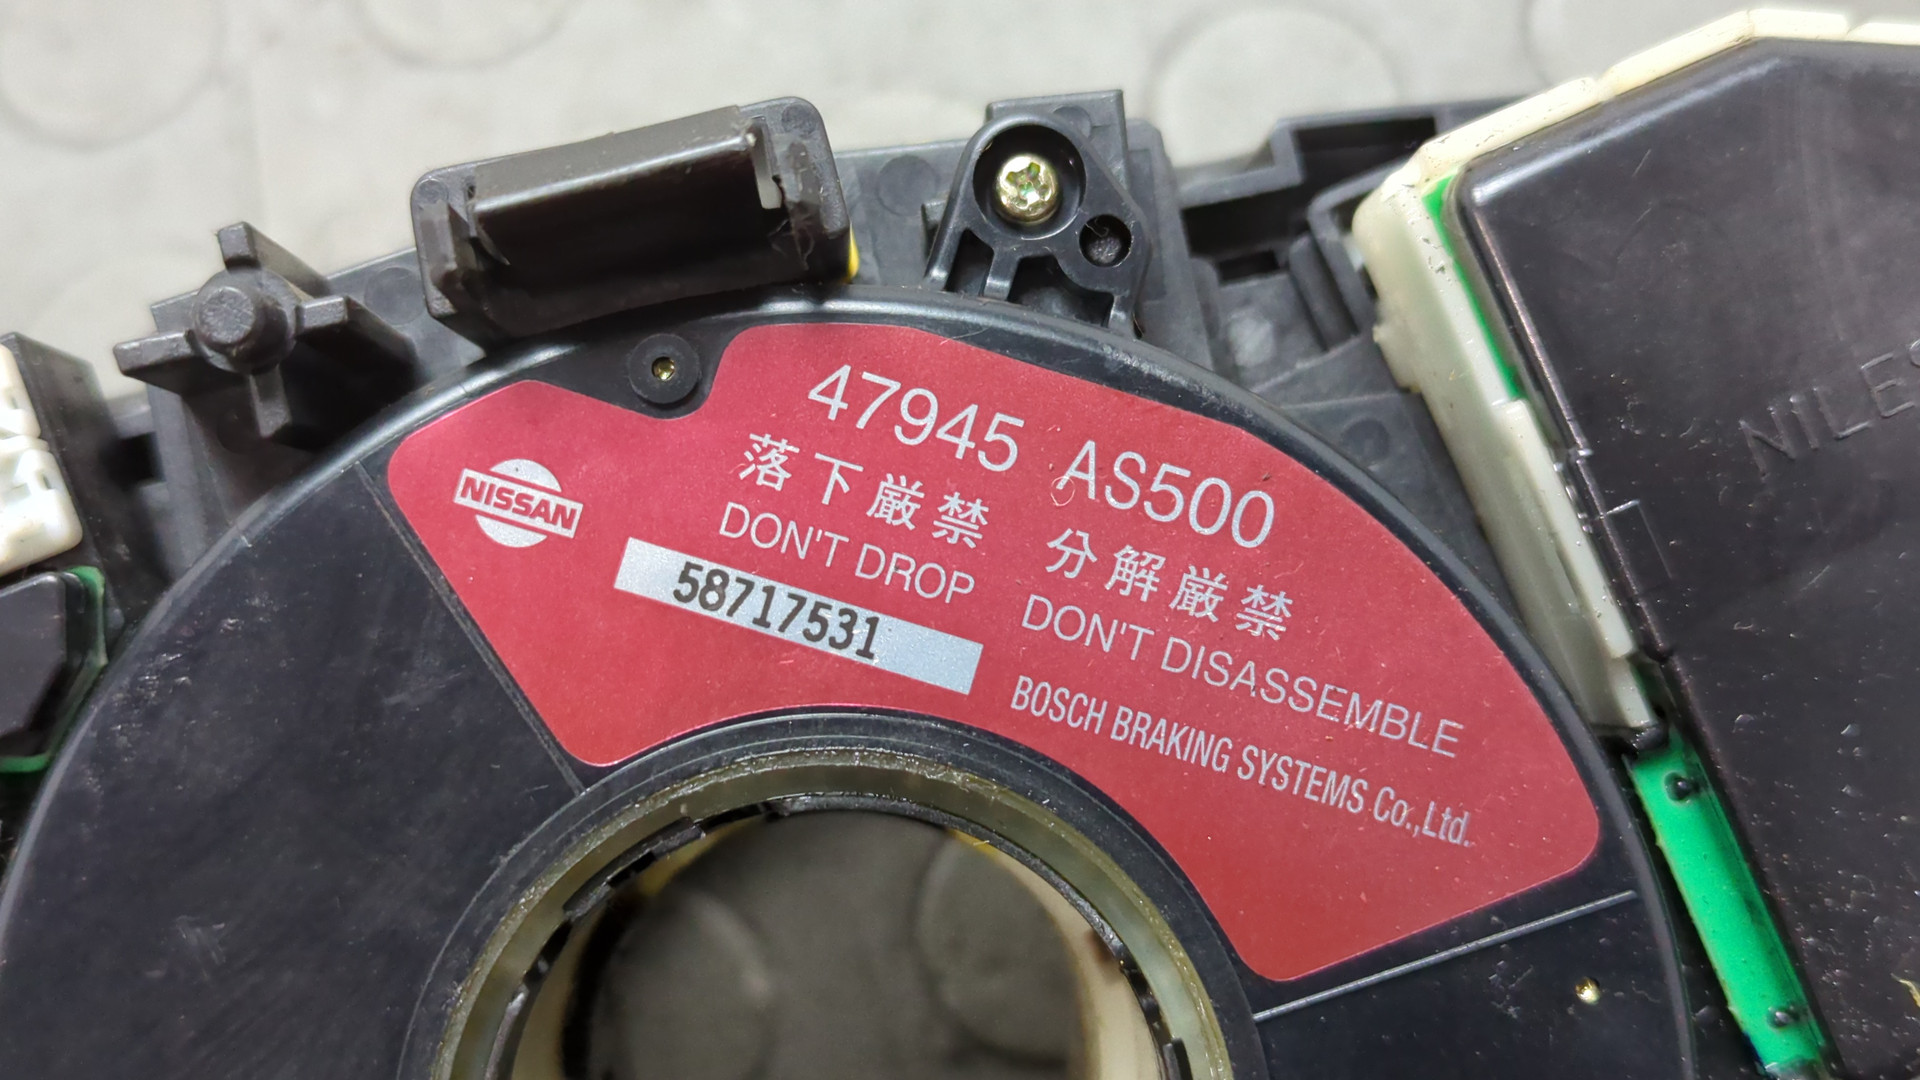 47945 AS500
落下厳禁 分解厳禁
DON'T DROP DON'T DISASSEMBLE
NISSAN
58717531
BOSCH BRAKING SYSTEMS Co.,Ltd.
NILES